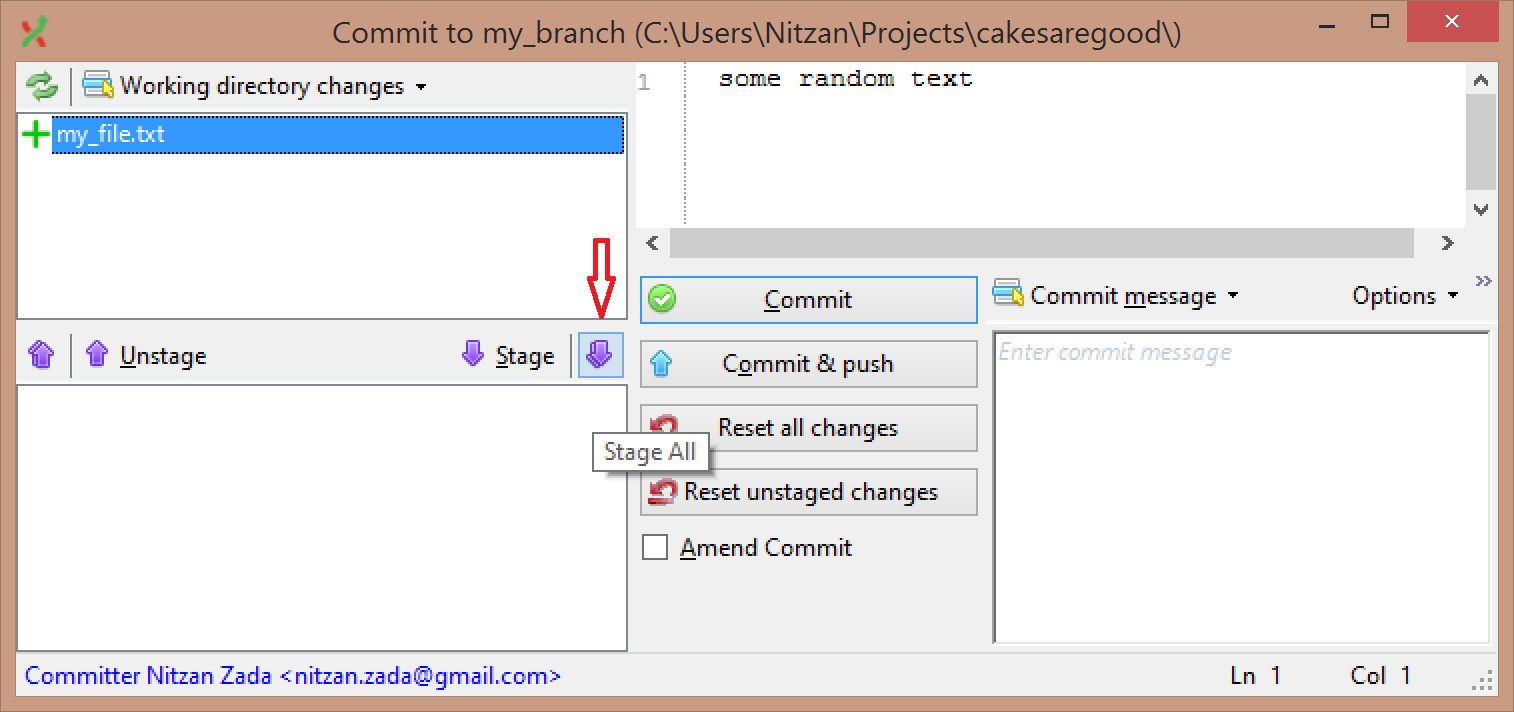 Commit to my_branch (C:\Users\Nitzan\Projects\cakesaregood\)
Working directory changes
my_file.txt
1 some random text
Unstage
Stage
Stage All
Commit
Commit & push
Reset all changes
Reset unstaged changes
Amend Commit
Commit message
Options
»
Enter commit message
Committer Nitzan Zada <nitzan.zada@gmail.com>
Ln 1
Col 1